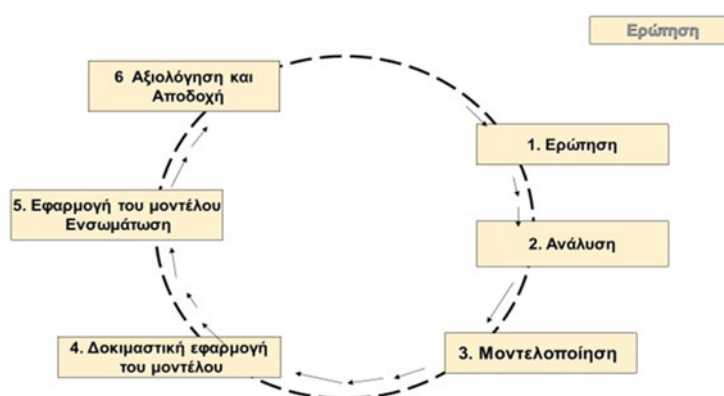 Ερώτηση
6 Αξιολόγηση και
Αποδοχή
1. Ερώτηση
5. Εφαρμογή του μοντέλου
Ενσωμάτωση
2. Ανάλυση
4. Δοκιμαστική εφαρμογή
του μοντέλου
3. Μοντελοποίηση